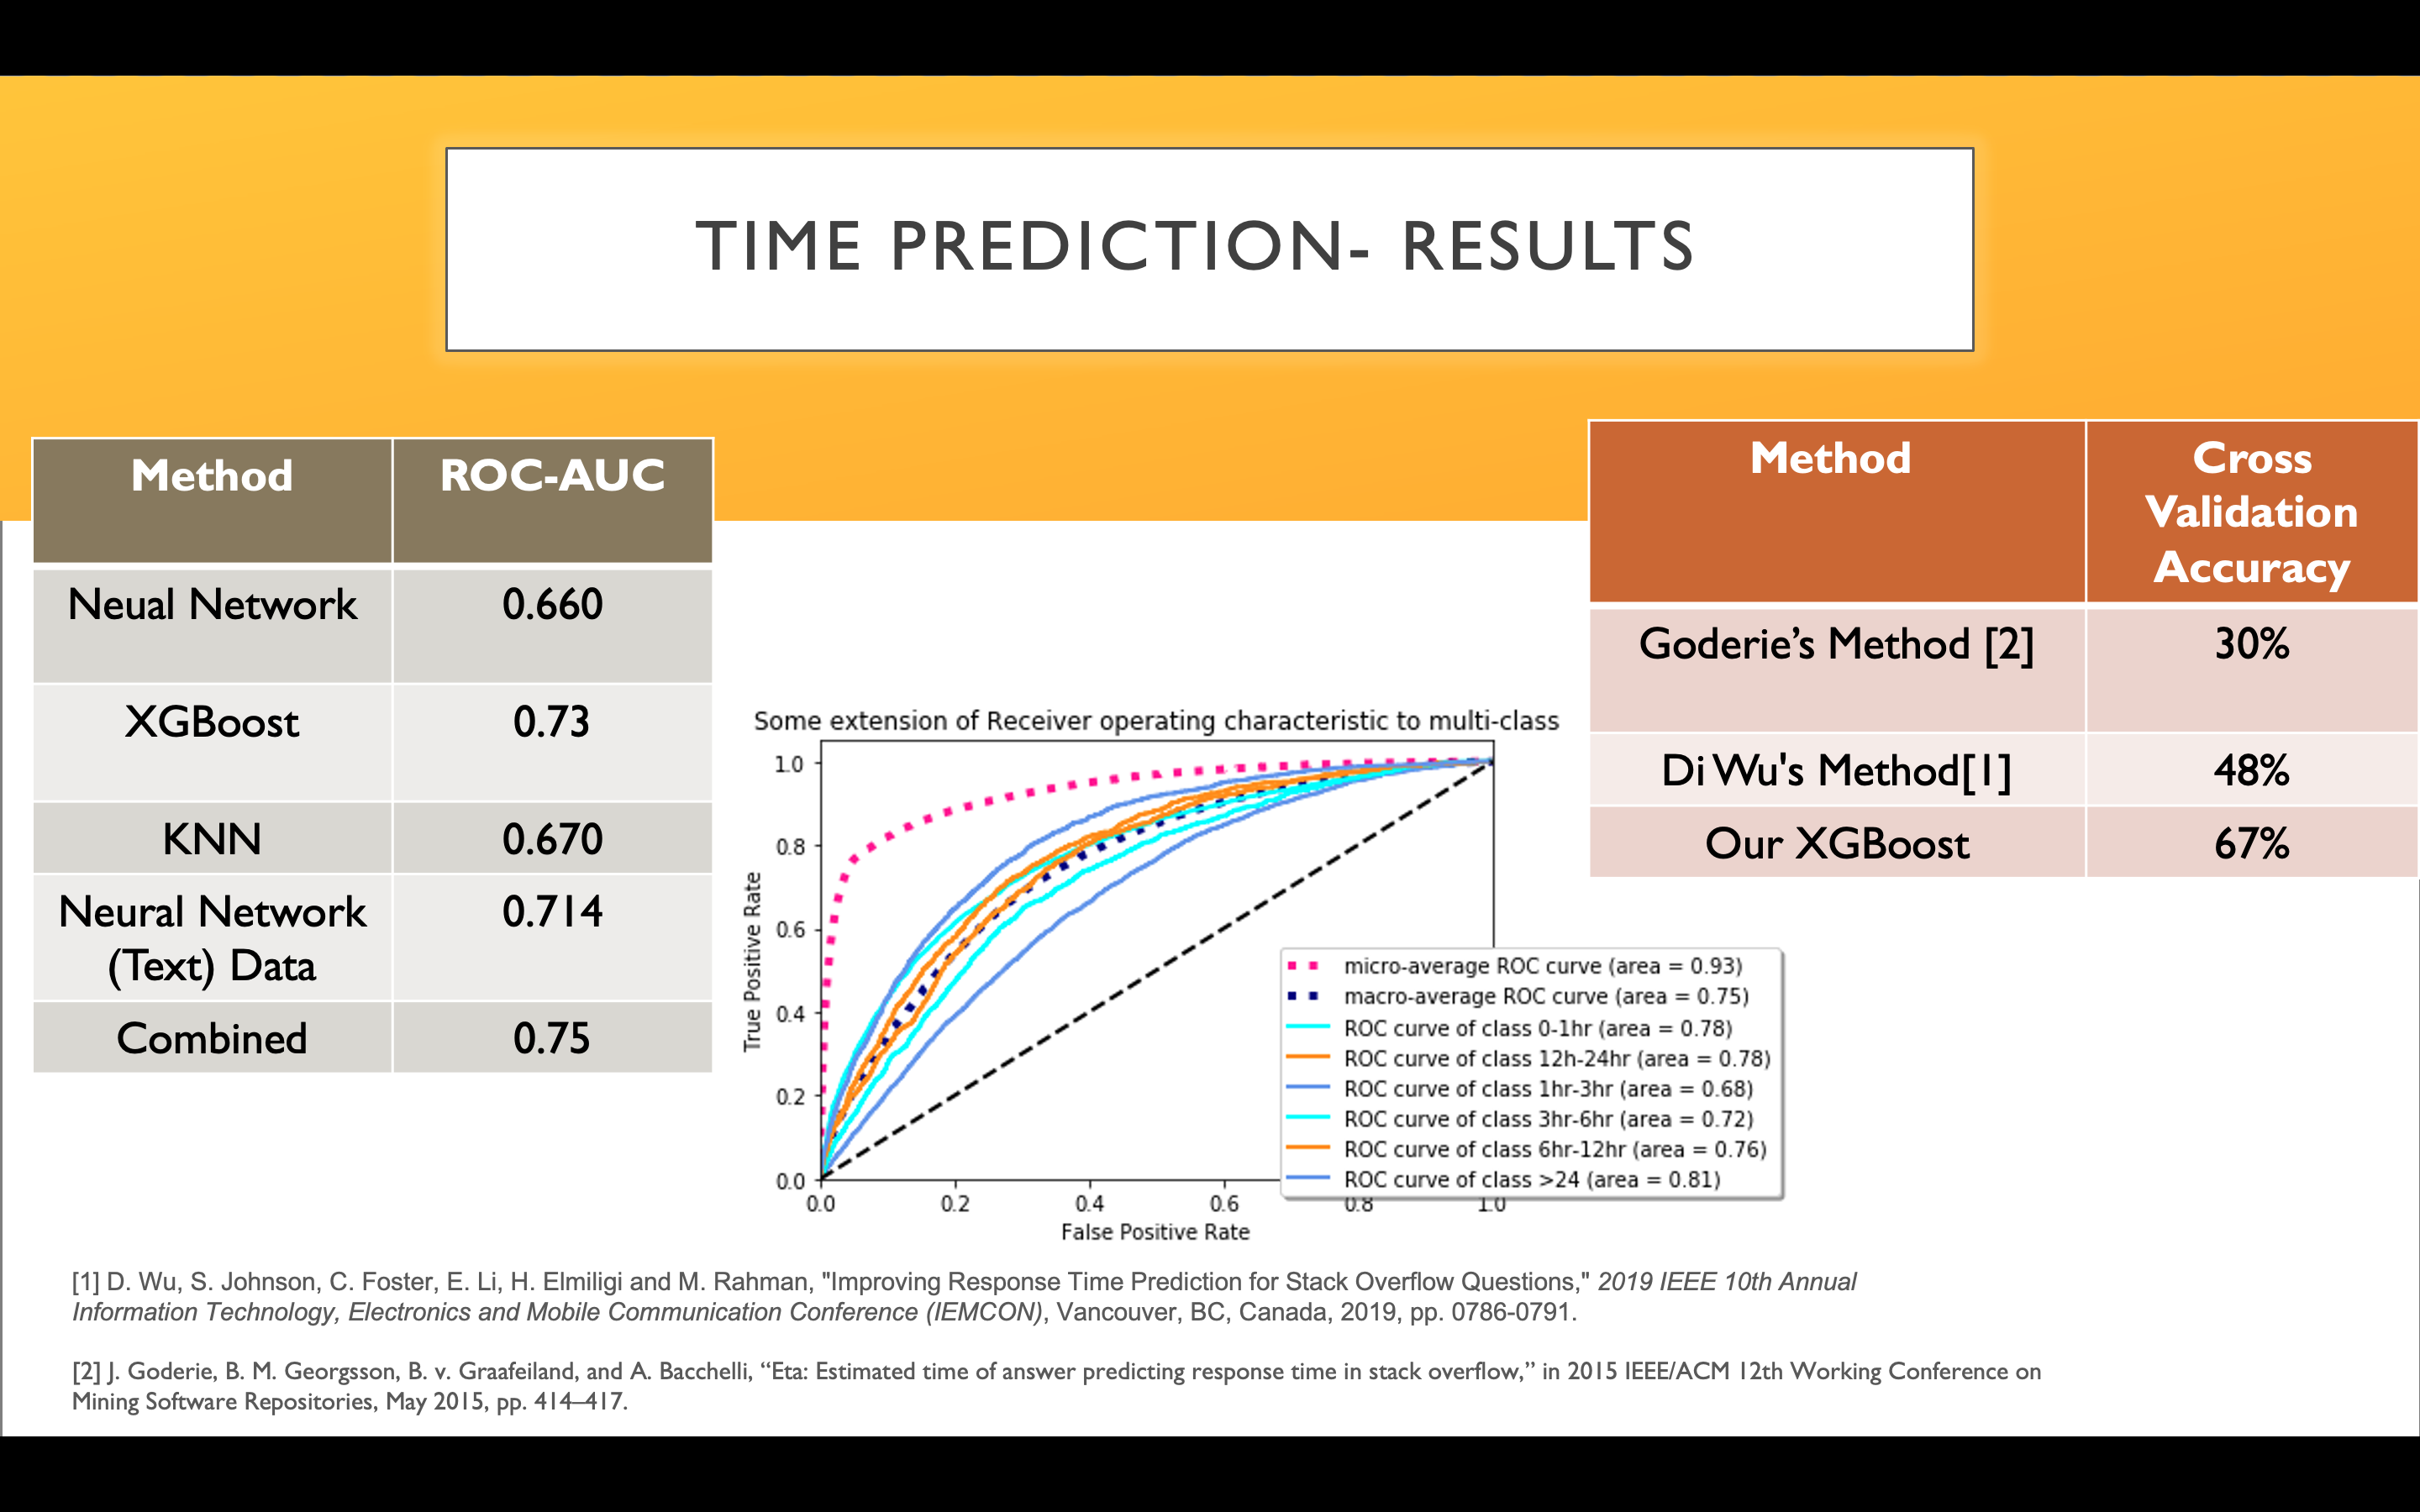 TIME PREDICTION- RESULTS
Method ROC-AUC
Neual Network 0.660
XGBoost 0.73
KNN 0.670
Neural Network 0.714
(Text) Data
Combined 0.75
Some extension of Receiver operating characteristic to multi-class
1.0
0.8
0.6
0.4
0.2
0.0
True Positive Rate
0.0 0.2 0.4 0.6 0.8 1.0
False Positive Rate
micro-average ROC curve (area = 0.93)
macro-average ROC curve (area = 0.75)
ROC curve of class 0-1hr (area = 0.78)
ROC curve of class 12h-24hr (area = 0.78)
ROC curve of class 1hr-3hr (area = 0.68)
ROC curve of class 3hr-6hr (area = 0.72)
ROC curve of class 6hr-12hr (area = 0.76)
ROC curve of class >24 (area = 0.81)
Method Cross
Validation
Accuracy
Goderie’s Method [2] 30%
Di Wu's Method[1] 48%
Our XGBoost 67%
[1] D. Wu, S. Johnson, C. Foster, E. Li, H. Elmiligi and M. Rahman, "Improving Response Time Prediction for Stack Overflow Questions," 2019 IEEE 10th Annual
Information Technology, Electronics and Mobile Communication Conference (IEMCON), Vancouver, BC, Canada, 2019, pp. 0786-0791.
[2] J. Goderie, B. M. Georgsson, B. v. Graafeiland, and A. Bacchelli, “Eta: Estimated time of answer predicting response time in stack overflow,” in 2015 IEEE/ACM 12th Working Conference on
Mining Software Repositories, May 2015, pp. 414–417.